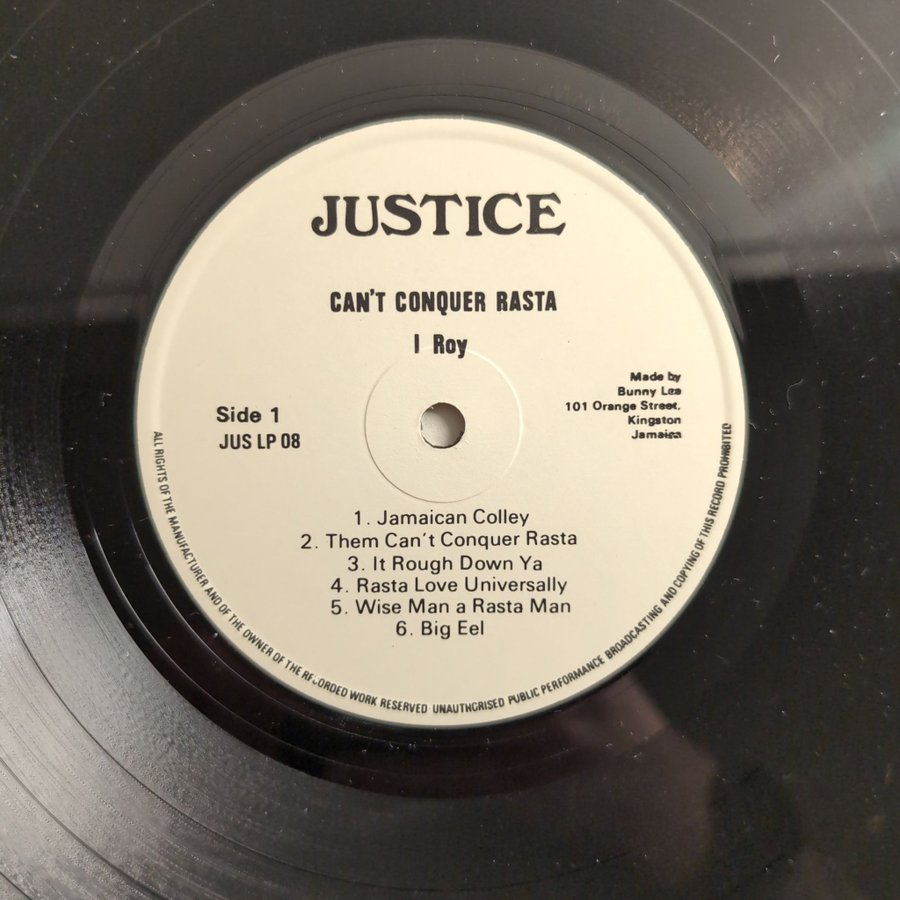 JUSTICE
CAN'T CONQUER RASTA
I Roy
Made by
Bunny Lee
101 Orange Street,
Kingston
Jamaica
Side 1
JUS LP 08
1. Jamaican Colley
2. Them Can't Conquer Rasta
3. It Rough Down Ya
4. Rasta Love Universally
5. Wise Man a Rasta Man
6. Big Eel
ALL RIGHTS OF THE MANUFACTURER AND OF THE OWNER OF THE RECORDED WORK RESERVED UNAUTHORISED PUBLIC PERFORMANCE BROADCASTING AND COPYING OF THIS RECORD PROHIBITED